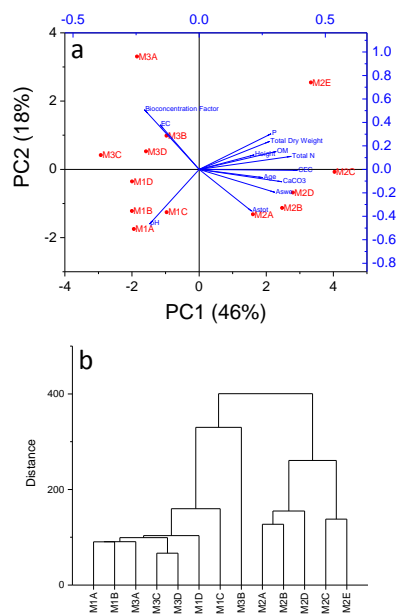 -0.5 0.0 0.5
a
4
2
0
-2
1.0
0.8
0.6
0.4
0.2
0.0
-0.2
-0.4
-0.6
-0.8
M3A
M2E
Bioconcentration Factor
EC
P
M3B
Total Dry Weight
OM
M3C
M3D
Height
Total N
CEC
M2C
M1D
Age
CaCO3
Aswe
M2D
M1B
M1C
Astot
M2A
M2B
pH
M1A
-4 -2 0 2 4
PC1 (46%)
PC2 (18%)
b
400
200
0
Distance
M1A
M1B
M3A
M3C
M3D
M1D
M1C
M3B
M2A
M2B
M2D
M2C
M2E